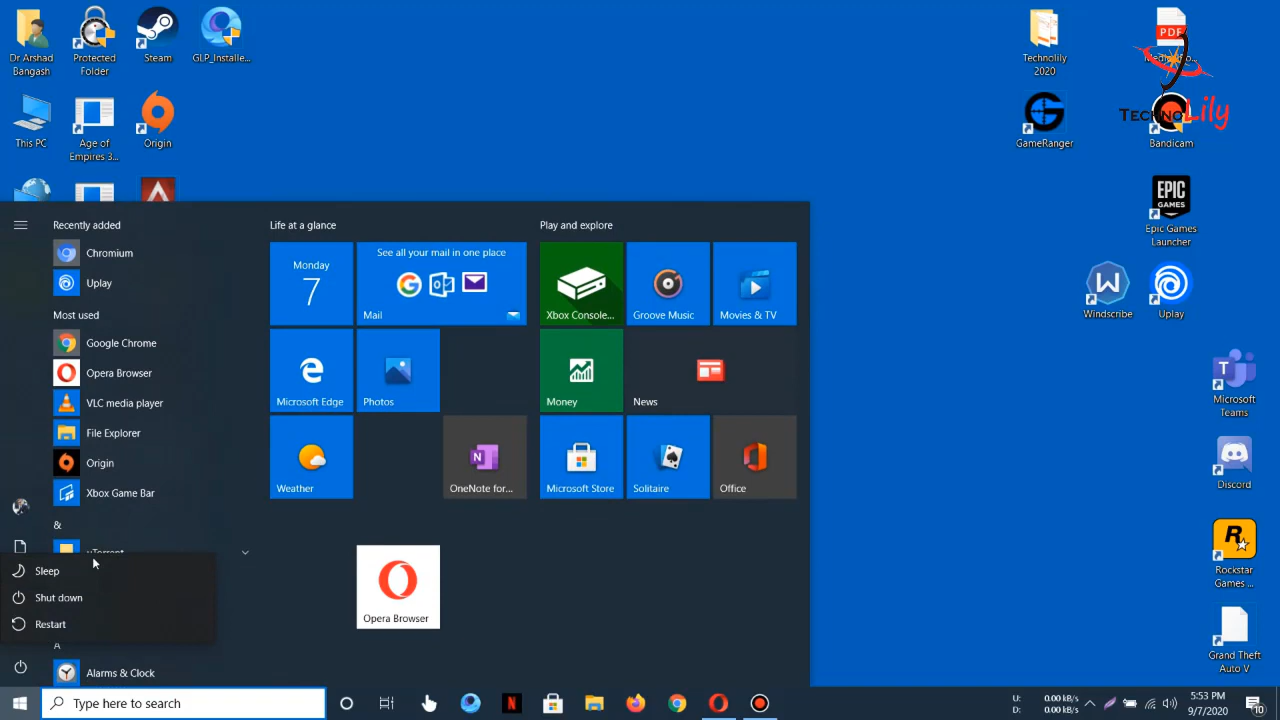 Dr Arshad
Bangash
Protected
Folder
Steam
GLP_Installe...
Technolily
2020
PDF
TECHNOLily
This PC
Age of
Empires 3...
Origin
GameRanger
Bandicam
EPIC
GAMES
Epic Games
Launcher
Windscribe
Uplay
Microsoft
Teams
Discord
Rockstar
Games ...
Grand Theft
Auto V
Recently added
Chromium
Uplay
Most used
Google Chrome
Opera Browser
VLC media player
File Explorer
Origin
Xbox Game Bar
&
Sleep
Shut down
Restart
A
Alarms & Clock
Life at a glance
Monday
7
See all your mail in one place
Mail
Microsoft Edge
Photos
Weather
OneNote for...
Opera Browser
Play and explore
Xbox Console...
Groove Music
Movies & TV
Money
News
Microsoft Store
Solitaire
Office
Type here to search
U: 0.00 kB/s
D: 0.00 kB/s
5:53 PM
9/7/2020
10